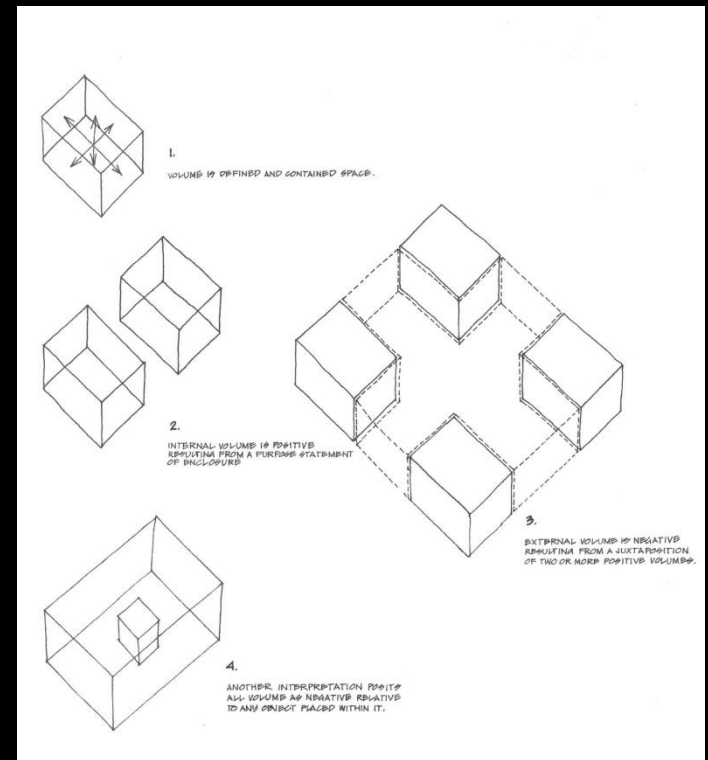 1.
VOLUME IS DEFINED AND CONTAINED SPACE.
2.
INTERNAL VOLUME IS POSITIVE
RESULTING FROM A PURPOSE STATEMENT
OF ENCLOSURE
3.
EXTERNAL VOLUME IS NEGATIVE
RESULTING FROM A JUXTAPOSITION
OF TWO OR MORE POSITIVE VOLUMES.
4.
ANOTHER INTERPRETATION POSITS
ALL VOLUME AS NEGATIVE RELATIVE
TO ANY OBJECT PLACED WITHIN IT.